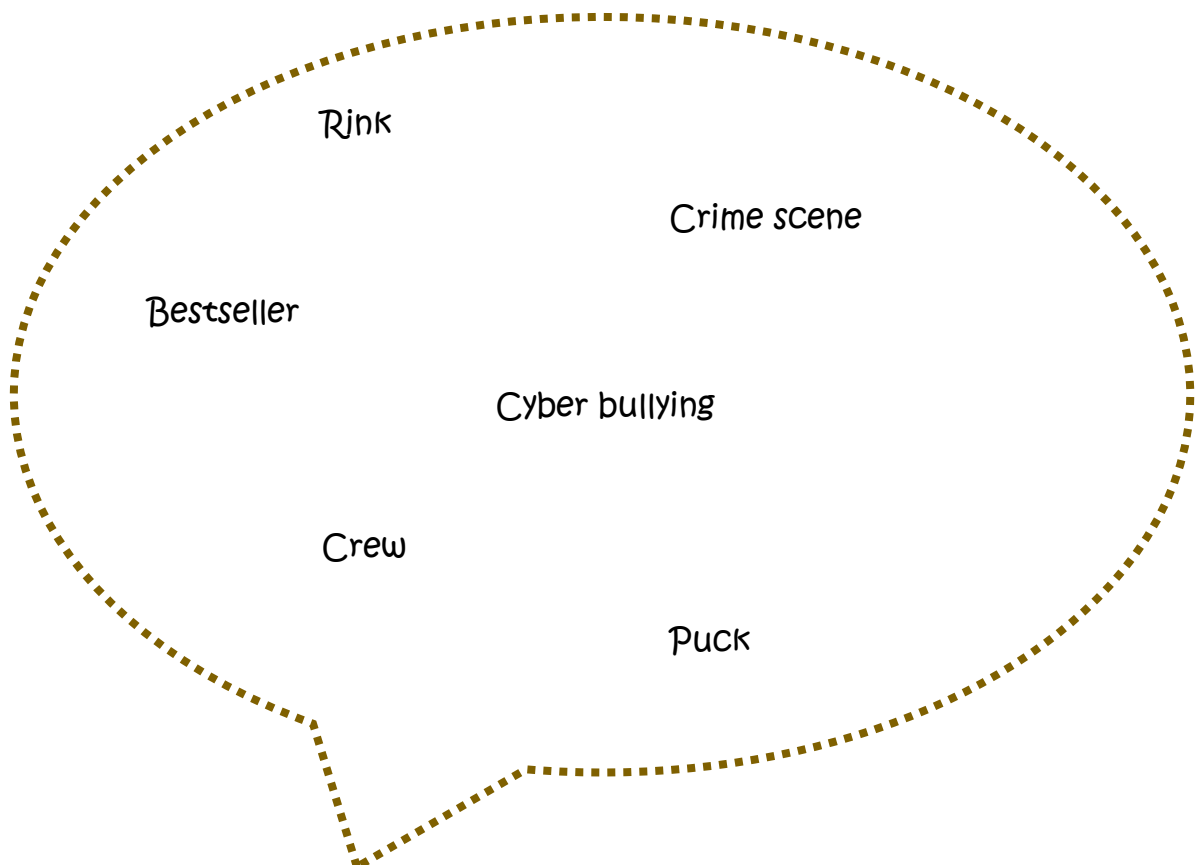 Rink
Crime scene
Bestseller
Cyber bullying
Crew
Puck